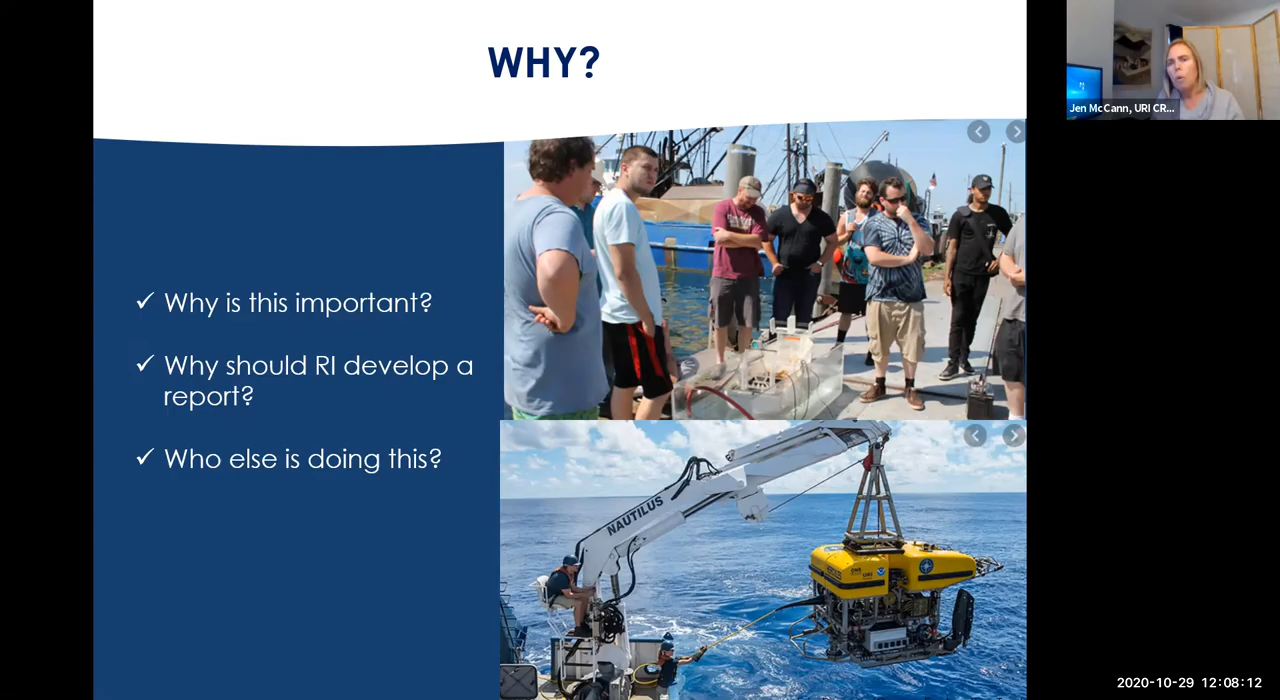 WHY?
Jen McCann, URI CR...
✓ Why is this important?
✓ Why should RI develop a
report?
✓ Who else is doing this?
NAUTILUS
2020-10-29 12:08:12